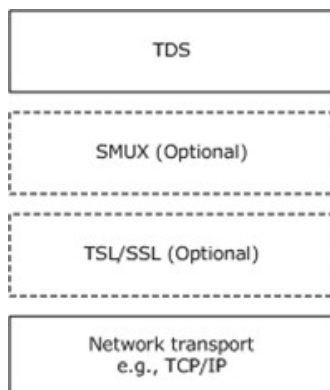 TDS
SMUX (Optional)
TSL/SSL (Optional)
Network transport
e.g., TCP/IP